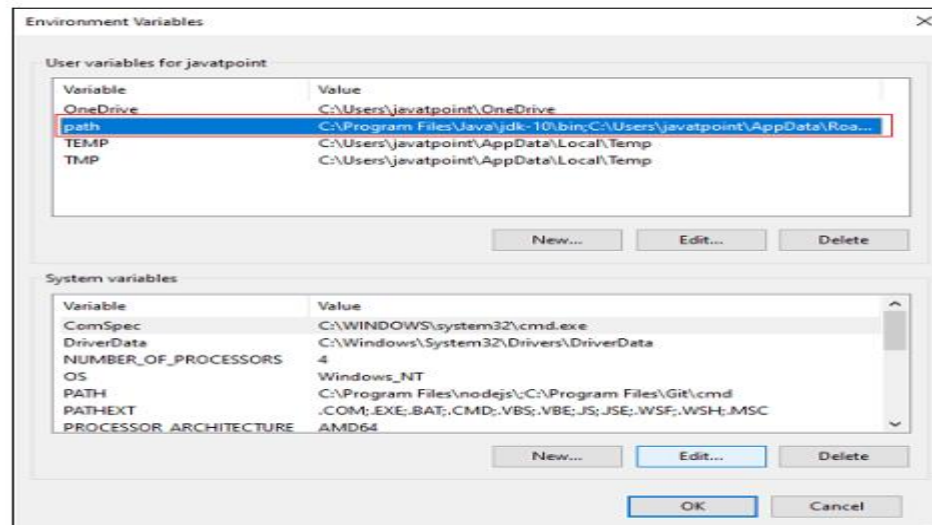 Environment Variables
User variables for javatpoint
Variable Value
OneDrive C:\Users\javatpoint\OneDrive
path C:\Program Files\Java\jdk-10\bin;C:\Users\javatpoint\AppData\Roa...
TEMP C:\Users\javatpoint\AppData\Local\Temp
TMP C:\Users\javatpoint\AppData\Local\Temp
New... Edit... Delete
System variables
Variable Value
ComSpec C:\WINDOWS\system32\cmd.exe
DriverData C:\Windows\System32\Drivers\DriverData
NUMBER_OF_PROCESSORS 4
OS Windows_NT
PATH C:\Program Files\nodejs\;C:\Program Files\Git\cmd
PATHEXT .COM;.EXE;.BAT;.CMD;.VBS;.VBE;.JS;.JSE;.WSF;.WSH;.MSC
PROCESSOR_ARCHITECTURE AMD64
New... Edit... Delete
OK Cancel